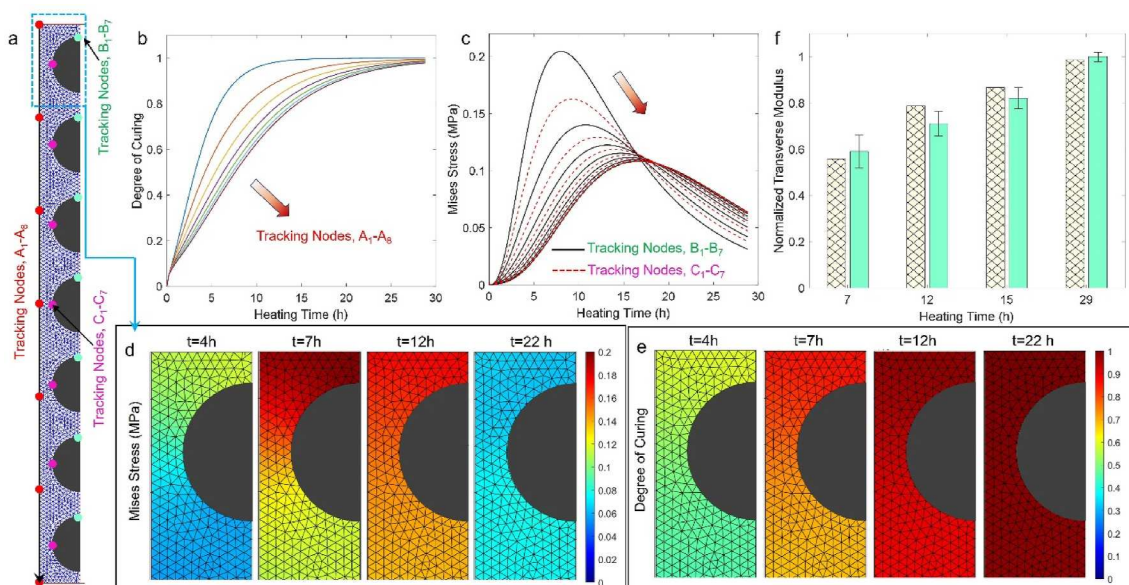 a
Tracking Nodes, B1-B7
Tracking Nodes, A1-A8
Tracking Nodes, C1-C7
b
Degree of Curing
1
0.8
0.6
0.4
0.2
0
0 5 10 15 20 25 30
Heating Time (h)
Tracking Nodes, A1-A8
c
Mises Stress (MPa)
0.2
0.15
0.1
0.05
0
0 5 10 15 20 25 30
Heating Time (h)
Tracking Nodes, B1-B7
Tracking Nodes, C1-C7
f
Normalized Transverse Modulus
1
0.8
0.6
0.4
0.2
0
7 12 15 29
Heating Time (h)
d
Mises Stress (MPa)
t=4h t=7h t=12h t=22 h
0.2
0.18
0.16
0.14
0.12
0.1
0.08
0.06
0.04
0.02
0
e
Degree of Curing
t=4h t=7h t=12h t=22 h
1
0.9
0.8
0.7
0.6
0.5
0.4
0.3
0.2
0.1
0